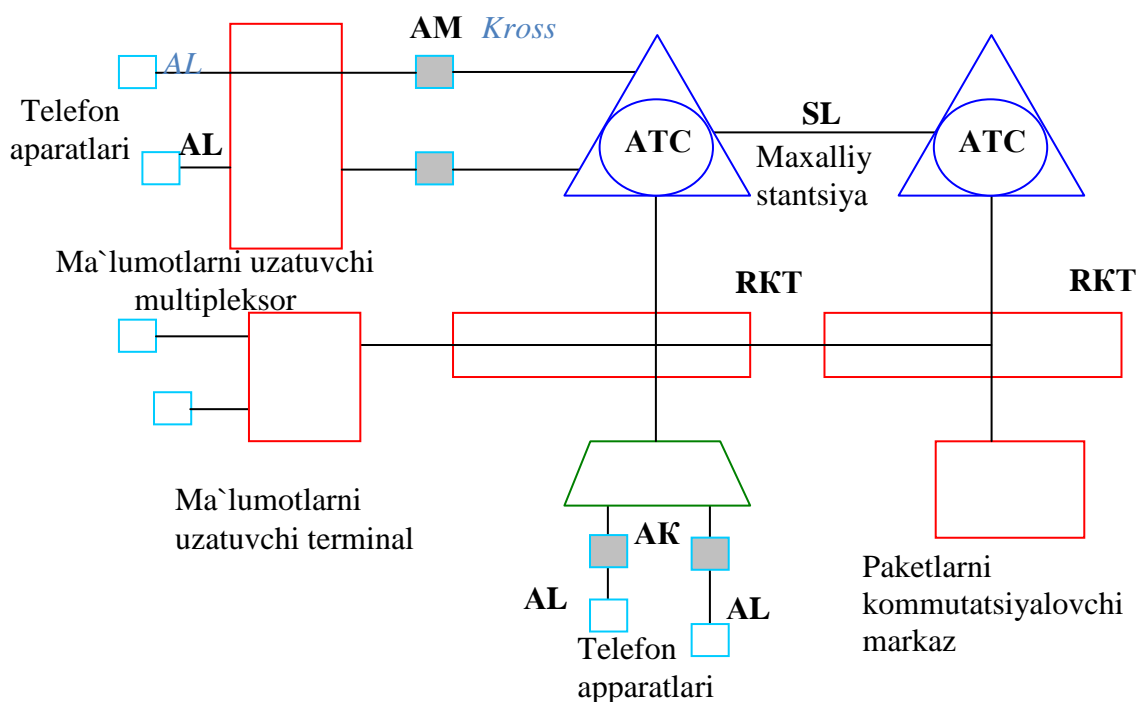 AM Kross
AL
Telefon
aparatlari
AL
ATC
SL
Maxalliy
stantsiya
ATC
Ma`lumotlarni uzatuvchi
multipleksor
RKT
RKT
Ma`lumotlarni
uzatuvchi terminal
AК
AL
AL
Telefon
apparatlari
Paketlarni
kommutatsiyalovchi
markaz